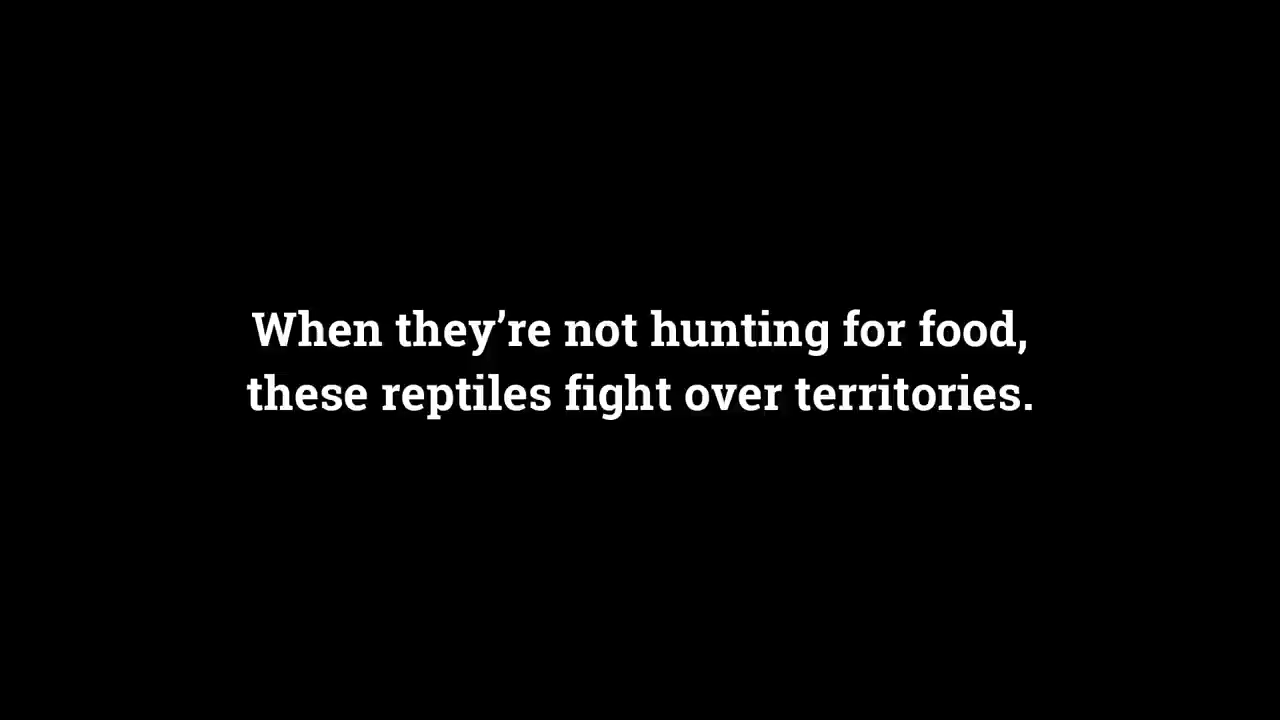 When they’re not hunting for food,
these reptiles fight over territories.